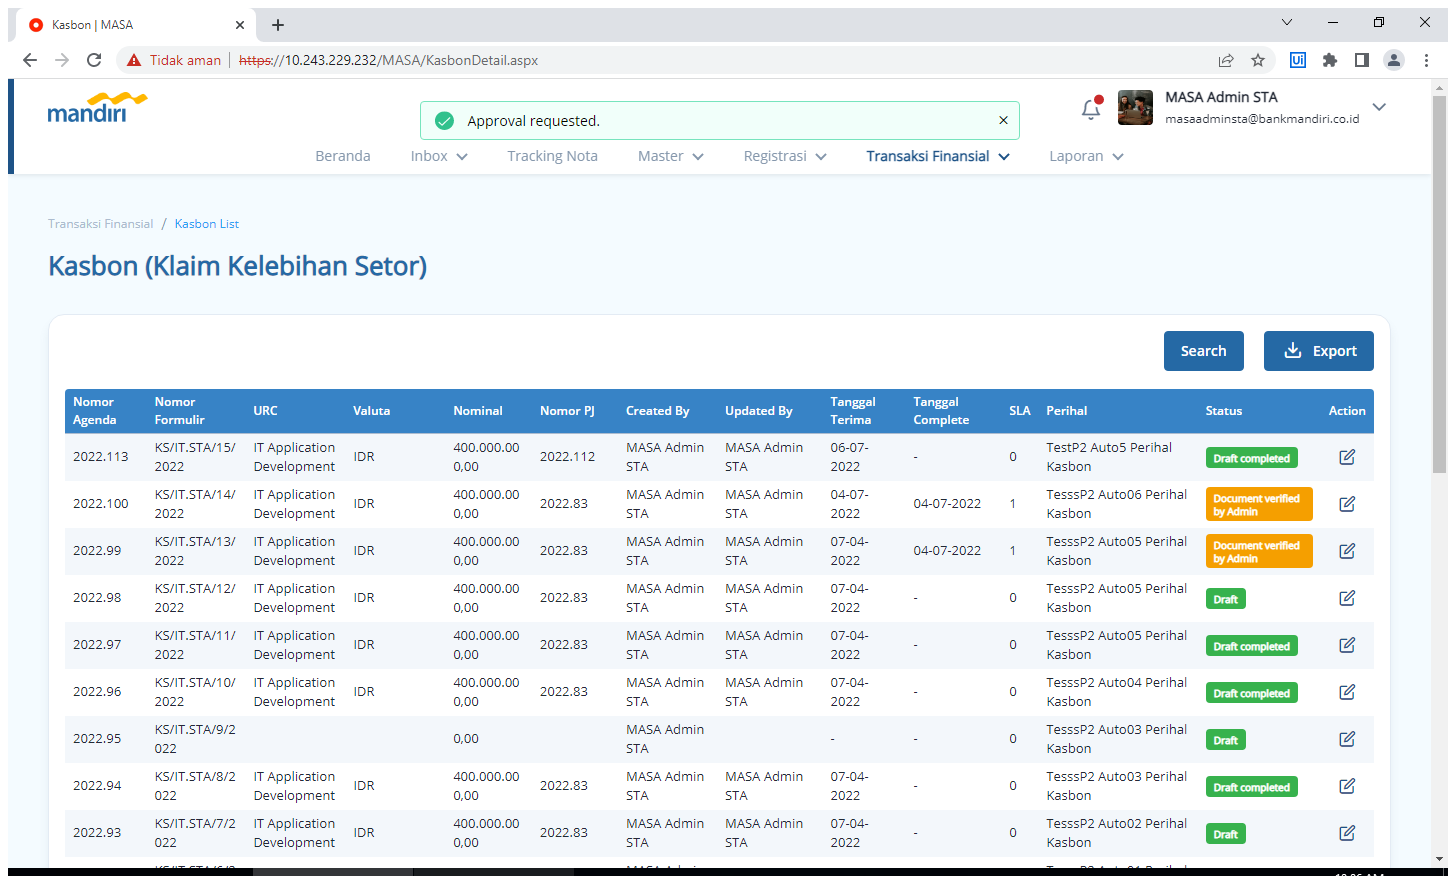 Kasbon | MASA
Tidak aman
https://10.243.229.232/MASA/KasbonDetail.aspx
Ui
mandiri
Approval requested.
MASA Admin STA
masaadminsta@bankmandiri.co.id
Beranda Inbox Tracking Nota Master Registrasi Transaksi Finansial Laporan
Transaksi Finansial / Kasbon List
Kasbon (Klaim Kelebihan Setor)
Search Export
Nomor Agenda Nomor Formulir URC Valuta Nominal Nomor PJ Created By Updated By Tanggal Terima Tanggal Complete SLA Perihal Status Action
2022.113 KS/IT.STA/15/2022 IT Application Development IDR 400.000.000,00 2022.112 MASA Admin STA MASA Admin STA 06-07-2022 - 0 TestP2 Auto5 Perihal Kasbon Draft completed
2022.100 KS/IT.STA/14/2022 IT Application Development IDR 400.000.000,00 2022.83 MASA Admin STA MASA Admin STA 04-07-2022 04-07-2022 1 TesssP2 Auto06 Perihal Kasbon Document verified by Admin
2022.99 KS/IT.STA/13/2022 IT Application Development IDR 400.000.000,00 2022.83 MASA Admin STA MASA Admin STA 07-04-2022 04-07-2022 1 TesssP2 Auto05 Perihal Kasbon Document verified by Admin
2022.98 KS/IT.STA/12/2022 IT Application Development IDR 400.000.000,00 2022.83 MASA Admin STA MASA Admin STA 07-04-2022 - 0 TesssP2 Auto05 Perihal Kasbon Draft
2022.97 KS/IT.STA/11/2022 IT Application Development IDR 400.000.000,00 2022.83 MASA Admin STA MASA Admin STA 07-04-2022 - 0 TesssP2 Auto05 Perihal Kasbon Draft completed
2022.96 KS/IT.STA/10/2022 IT Application Development IDR 400.000.000,00 2022.83 MASA Admin STA MASA Admin STA 07-04-2022 - 0 TesssP2 Auto04 Perihal Kasbon Draft completed
2022.95 KS/IT.STA/9/2022 0,00 MASA Admin STA - - 0 TesssP2 Auto03 Perihal Kasbon Draft
2022.94 KS/IT.STA/8/2022 IT Application Development IDR 400.000.000,00 2022.83 MASA Admin STA MASA Admin STA 07-04-2022 - 0 TesssP2 Auto03 Perihal Kasbon Draft completed
2022.93 KS/IT.STA/7/2022 IT Application Development IDR 400.000.000,00 2022.83 MASA Admin STA MASA Admin STA 07-04-2022 - 0 TesssP2 Auto02 Perihal Kasbon Draft